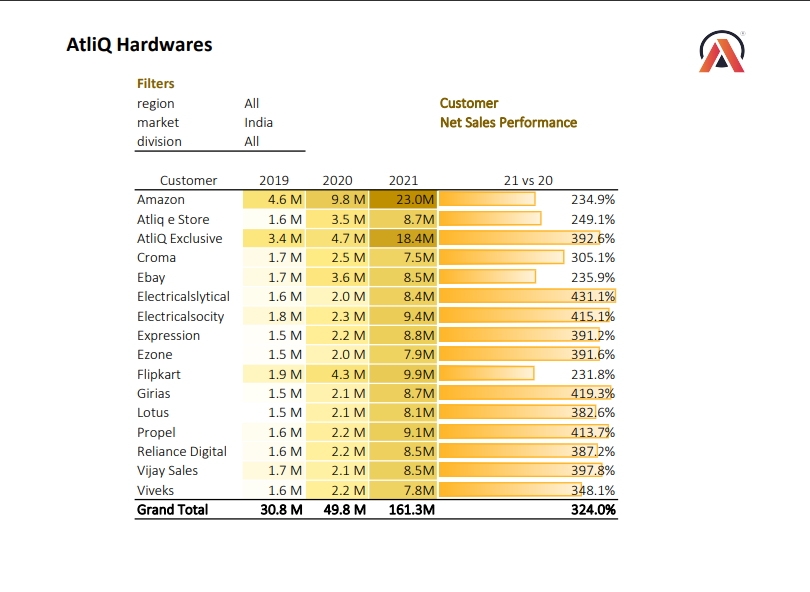 AtliQ Hardwares
Filters
region All Customer
market India Net Sales Performance
division All
Customer 2019 2020 2021 21 vs 20
Amazon 4.6 M 9.8 M 23.0M 234.9%
Atliq e Store 1.6 M 3.5 M 8.7M 249.1%
AtliQ Exclusive 3.4 M 4.7 M 18.4M 392.6%
Croma 1.7 M 2.5 M 7.5M 305.1%
Ebay 1.7 M 3.6 M 8.5M 235.9%
Electricalslytical 1.6 M 2.0 M 8.4M 431.1%
Electricalsocity 1.8 M 2.3 M 9.4M 415.1%
Expression 1.5 M 2.2 M 8.8M 391.2%
Ezone 1.5 M 2.0 M 7.9M 391.6%
Flipkart 1.9 M 4.3 M 9.9M 231.8%
Girias 1.5 M 2.1 M 8.7M 419.3%
Lotus 1.5 M 2.1 M 8.1M 382.6%
Propel 1.6 M 2.2 M 9.1M 413.7%
Reliance Digital 1.6 M 2.2 M 8.5M 387.2%
Vijay Sales 1.7 M 2.1 M 8.5M 397.8%
Viveks 1.6 M 2.2 M 7.8M 348.1%
Grand Total 30.8 M 49.8 M 161.3M 324.0%